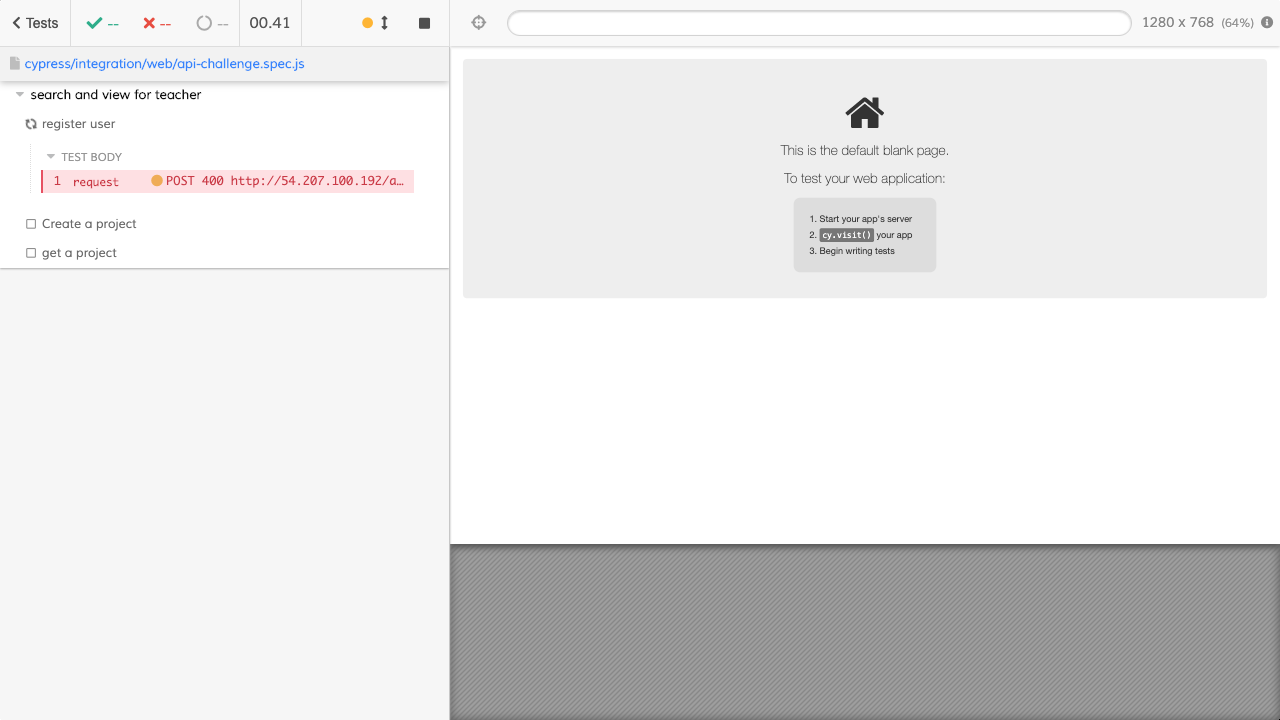 Tests -- -- -- 00.41 1280 x 768 (64%)
cypress/integration/web/api-challenge.spec.js
search and view for teacher
register user
TEST BODY
1 request POST 400 http://54.207.100.192/a…
Create a project
get a project
This is the default blank page.
To test your web application:
1. Start your app's server
2. cy.visit() your app
3. Begin writing tests